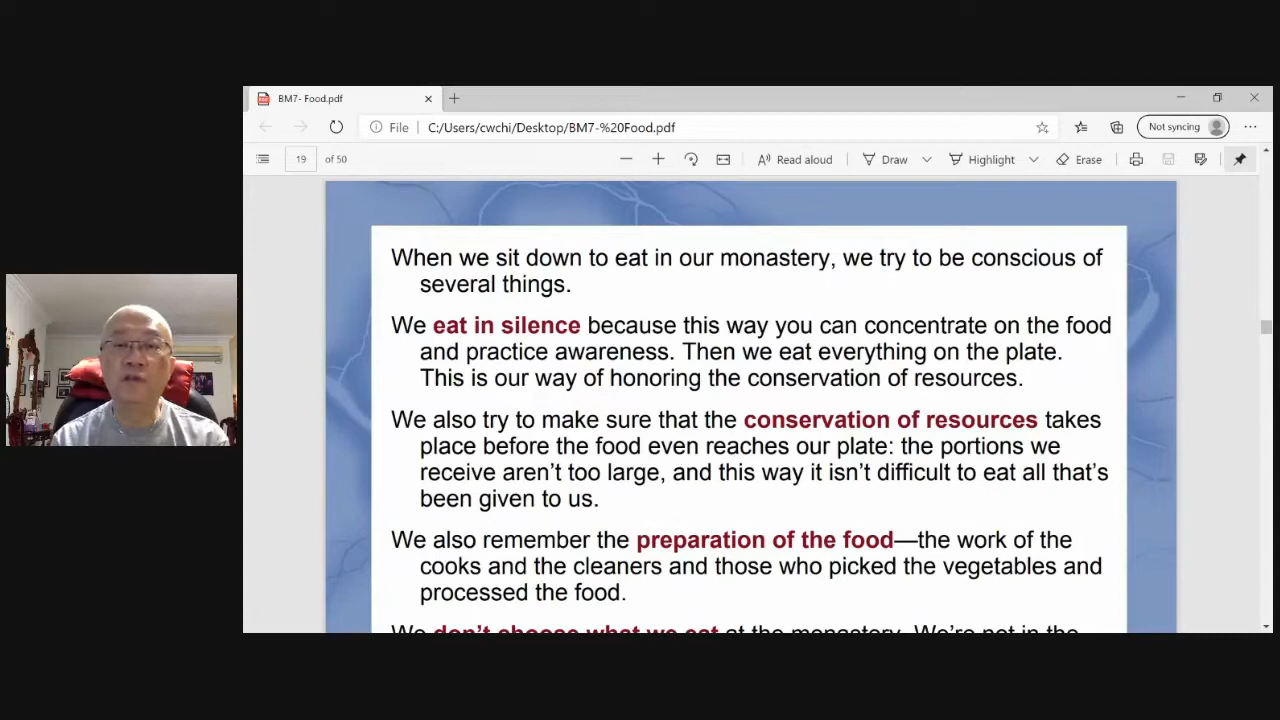 BM7- Food.pdf
File
C:/Users/cwchi/Desktop/BM7-%20Food.pdf
Not syncing
19 of 50
Read aloud
Draw
Highlight
Erase
When we sit down to eat in our monastery, we try to be conscious of
several things.
We eat in silence because this way you can concentrate on the food
and practice awareness. Then we eat everything on the plate.
This is our way of honoring the conservation of resources.
We also try to make sure that the conservation of resources takes
place before the food even reaches our plate: the portions we
receive aren’t too large, and this way it isn’t difficult to eat all that’s
been given to us.
We also remember the preparation of the food—the work of the
cooks and the cleaners and those who picked the vegetables and
processed the food.
We don’t choose what we eat at the monastery. We’re not in the